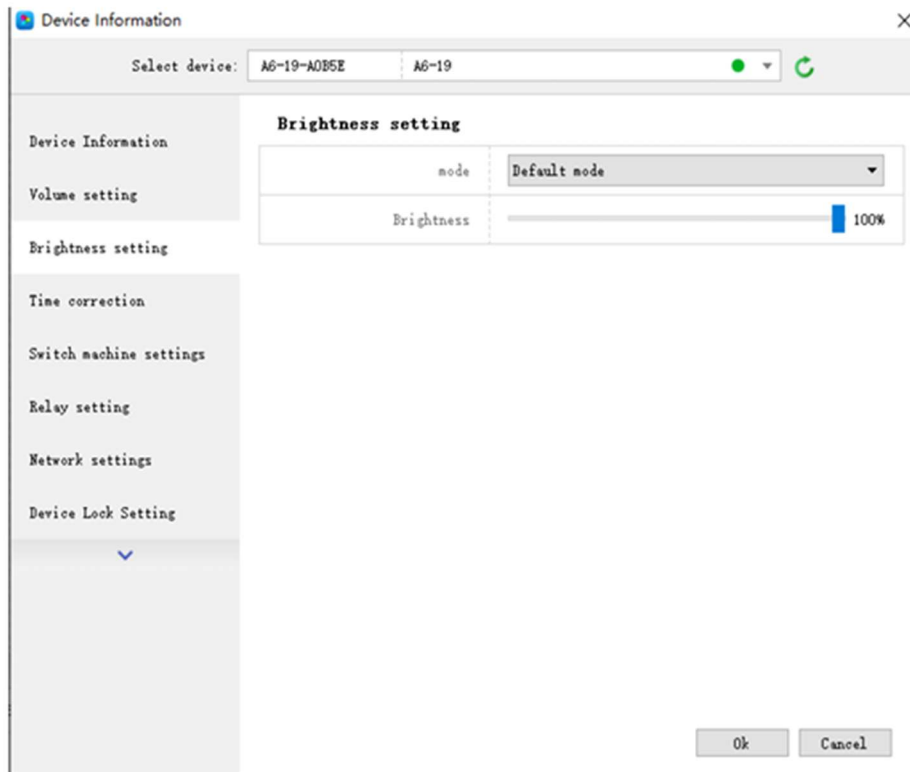 Device Information
Select device: A6-19-A0B5E A6-19
Device Information
Volume setting
Brightness setting
Time correction
Switch machine settings
Relay setting
Network settings
Device Lock Setting
Brightness setting
mode Default mode
Brightness 100%
Ok Cancel